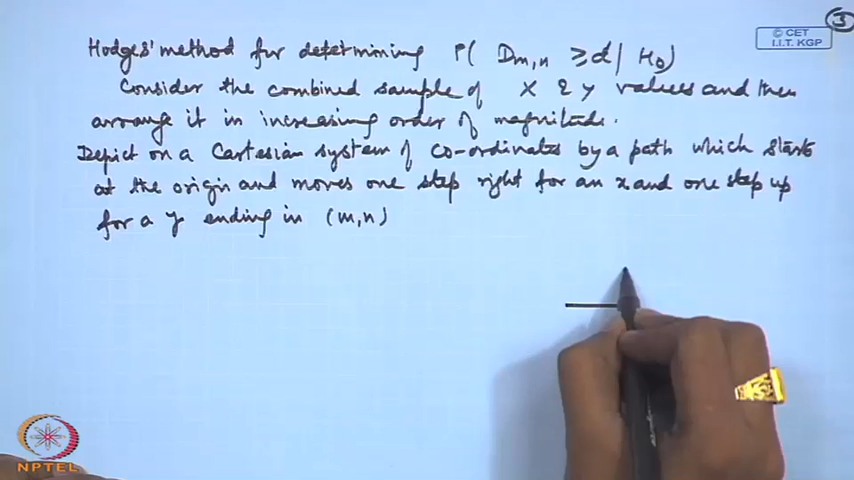 3
© CET
I.I.T. KGP
Hodges' method for determining P( Dm,n ≥ d | H0)
Consider the combined sample of X & Y values and then
arrange it in increasing order of magnitude.
Depict on a Cartesian system of co-ordinates by a path which starts
at the origin and moves one step right for an x and one step up
for a y ending in (m,n)
NPTEL